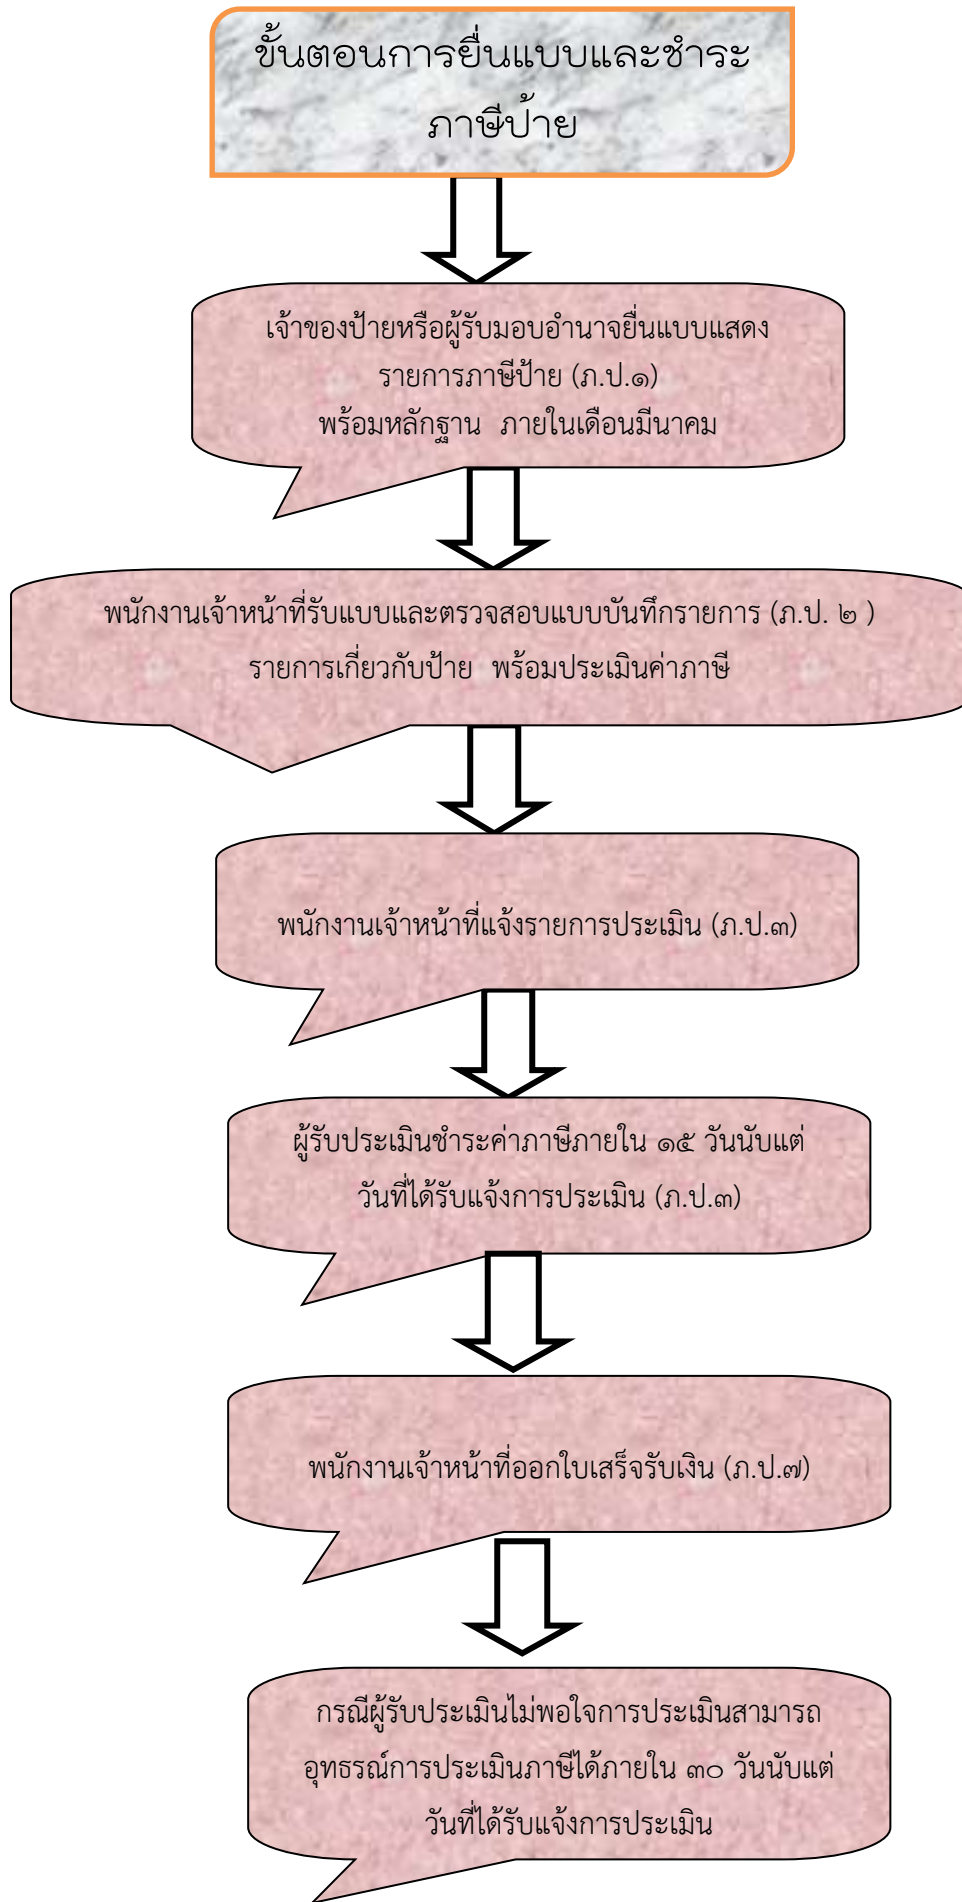 ขั้นตอนการยื่นแบบและชำระ
ภาษีป้าย
เจ้าของป้ายหรือผู้รับมอบอำนาจยื่นแบบแสดง
รายการภาษีป้าย (ภ.ป.๑)
พร้อมหลักฐาน ภายในเดือนมีนาคม
พนักงานเจ้าหน้าที่รับแบบและตรวจสอบแบบบันทึกรายการ (ภ.ป. ๒ )
รายการเกี่ยวกับป้าย พร้อมประเมินค่าภาษี
พนักงานเจ้าหน้าที่แจ้งรายการประเมิน (ภ.ป.๓)
ผู้รับประเมินชำระค่าภาษีภายใน ๑๕ วันนับแต่
วันที่ได้รับแจ้งการประเมิน (ภ.ป.๓)
พนักงานเจ้าหน้าที่ออกใบเสร็จรับเงิน (ภ.ป.๗)
กรณีผู้รับประเมินไม่พอใจการประเมินสามารถ
อุทธรณ์การประเมินภาษีได้ภายใน ๓๐ วันนับแต่
วันที่ได้รับแจ้งการประเมิน